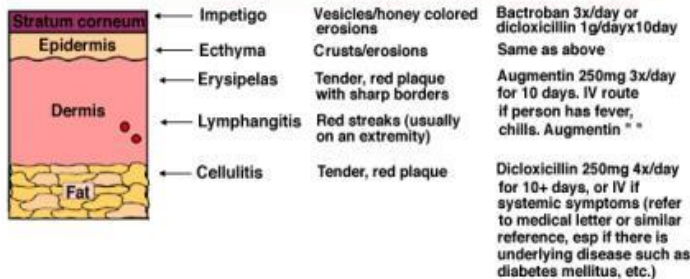 Stratum corneum
Epidermis
Dermis
Fat
Impetigo
Vesicles/honey colored
erosions
Bactroban 3x/day or
dicloxicillin 1g/dayx10day
Ecthyma
Crusts/erosions
Same as above
Erysipelas
Tender, red plaque
with sharp borders
Augmentin 250mg 3x/day
for 10 days. IV route
if person has fever,
chills. Augmentin " "
Lymphangitis
Red streaks (usually
on an extremity)
Cellulitis
Tender, red plaque
Dicloxicillin 250mg 4x/day
for 10+ days, or IV if
systemic symptoms (refer
to medical letter or similar
reference, esp if there is
underlying disease such as
diabetes mellitus, etc.)